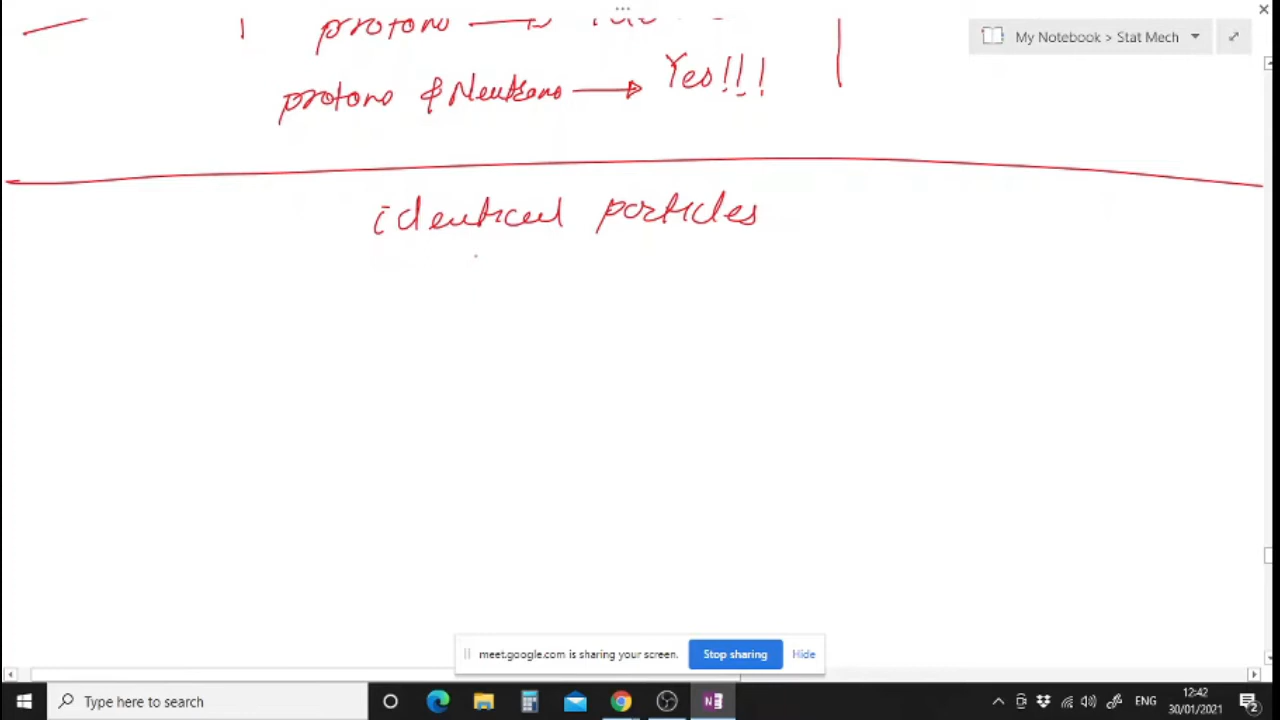 protons
My Notebook > Stat Mech
protons & Neutrons → Yes!!!
identical particles
meet.google.com is sharing your screen.
Stop sharing
Hide
Type here to search
ENG
12:42
30/01/2021
2